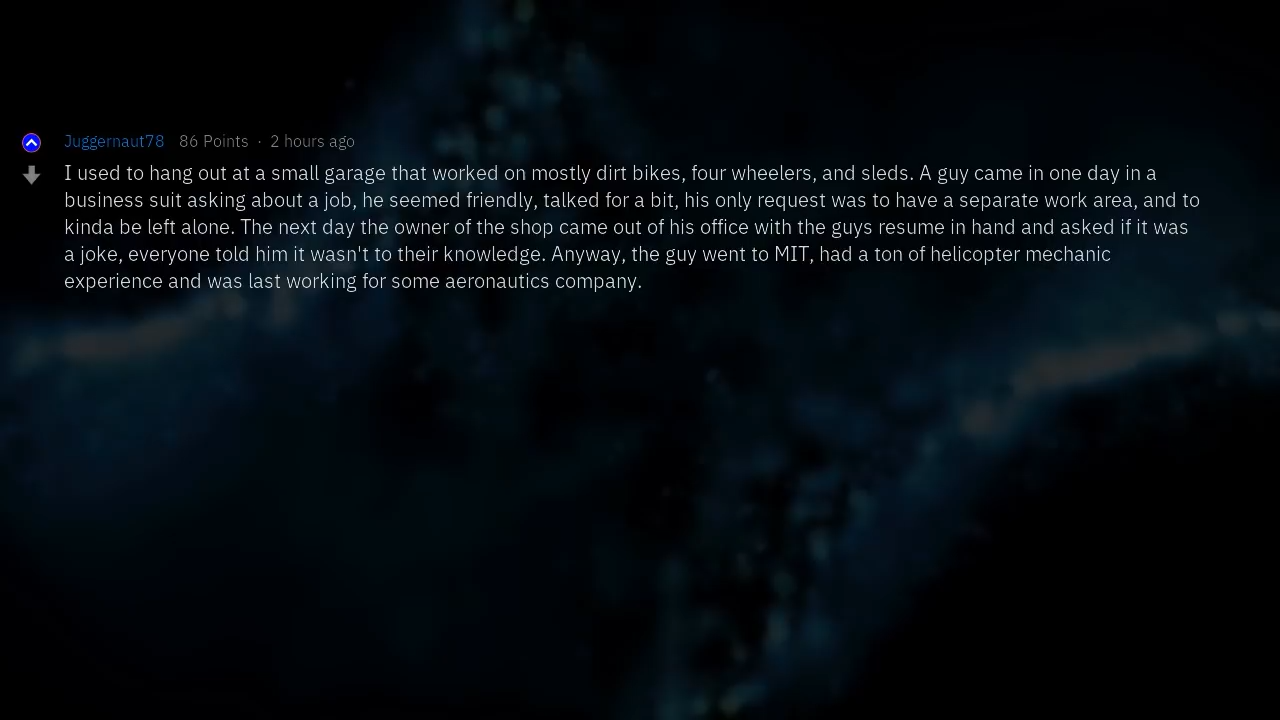 Juggernaut78 86 Points · 2 hours ago
I used to hang out at a small garage that worked on mostly dirt bikes, four wheelers, and sleds. A guy came in one day in a
business suit asking about a job, he seemed friendly, talked for a bit, his only request was to have a separate work area, and to
kinda be left alone. The next day the owner of the shop came out of his office with the guys resume in hand and asked if it was
a joke, everyone told him it wasn't to their knowledge. Anyway, the guy went to MIT, had a ton of helicopter mechanic
experience and was last working for some aeronautics company.